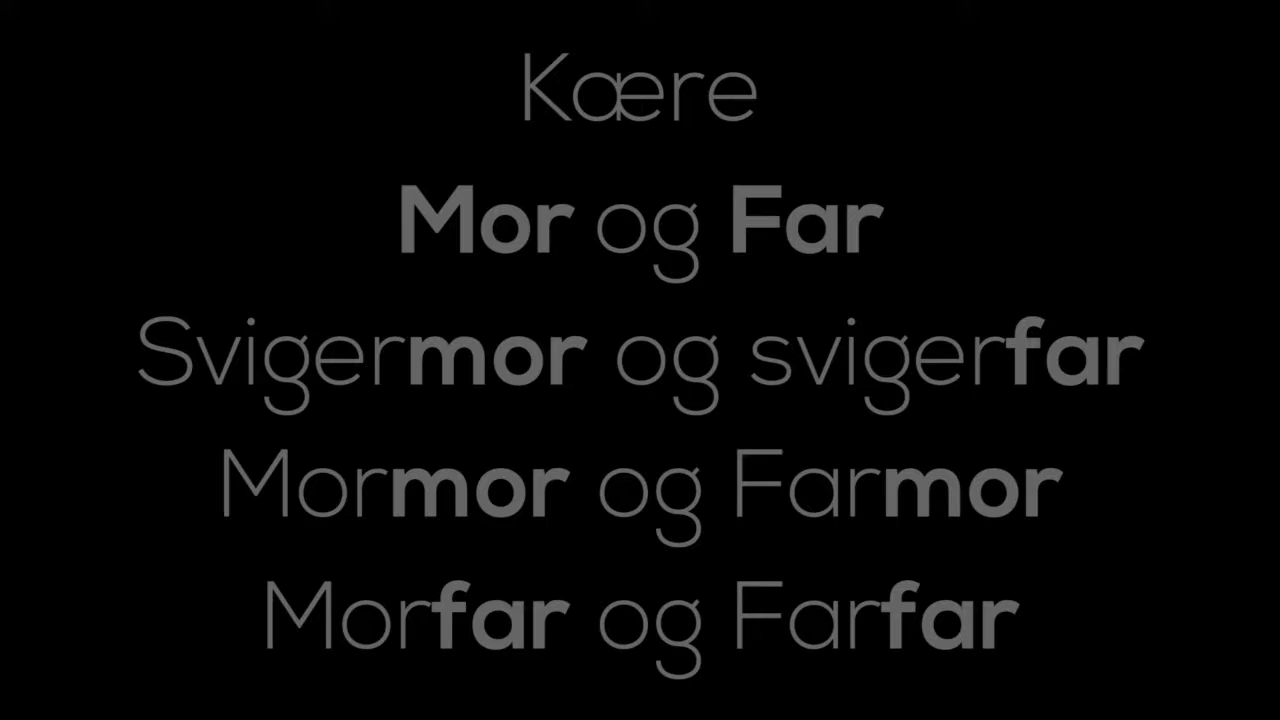 Kære
Mor og Far
Svigermor og svigerfar
Mormor og Farmor
Morfar og Farfar